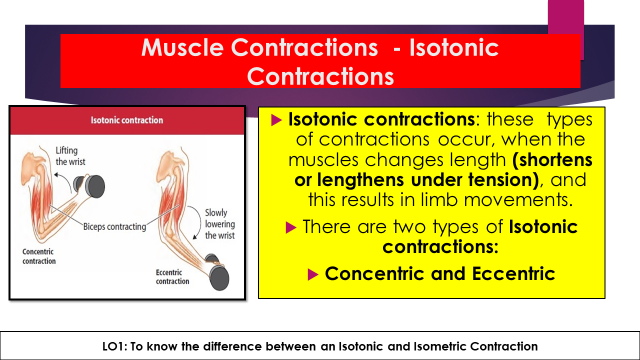 Muscle Contractions - Isotonic
Contractions
Isotonic contraction
Lifting
the wrist
Biceps contracting
Concentric
contraction
Slowly
lowering
the wrist
Eccentric
contraction
Isotonic contractions: these types
of contractions occur, when the
muscles changes length (shortens
or lengthens under tension), and
this results in limb movements.
There are two types of Isotonic
contractions:
Concentric and Eccentric
LO1: To know the difference between an Isotonic and Isometric Contraction